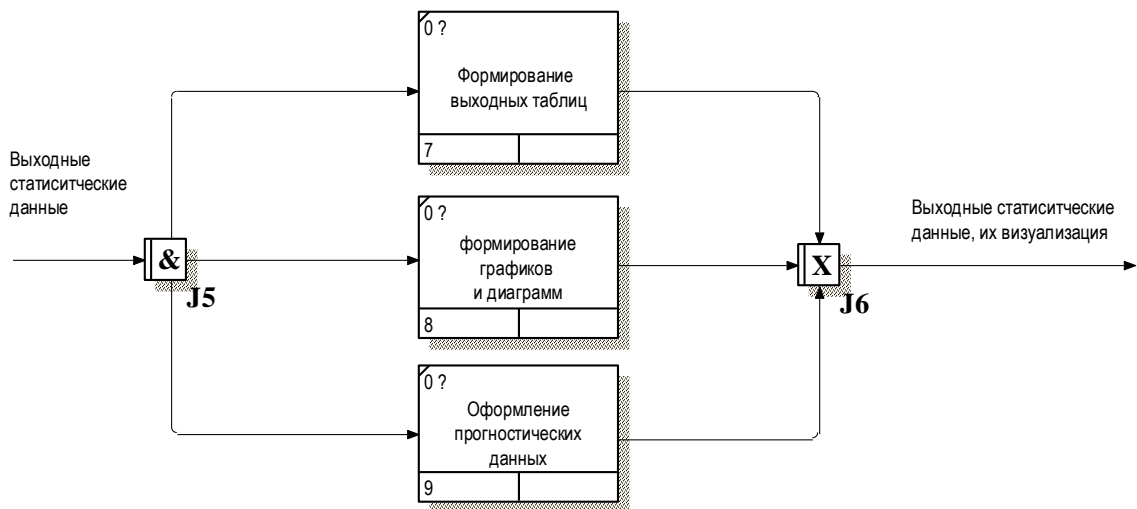 Выходные
статиситческие
данные
&
J5
0 ?
Формирование
выходных таблиц
7
0 ?
формирование
графиков
и диаграмм
8
0 ?
Оформление
прогностических
данных
9
X
J6
Выходные статиситческие
данные, их визуализация